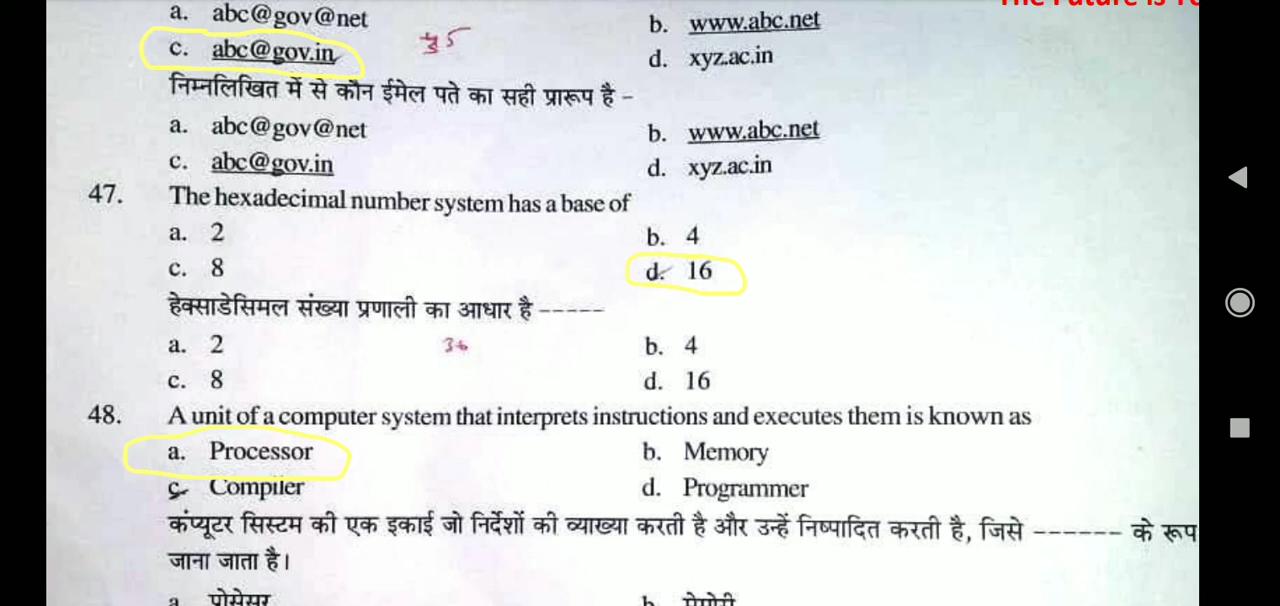 a. abc@gov@net b. www.abc.net
c. abc@gov.in d. xyz.ac.in
35
निम्नलिखित में से कौन ईमेल पते का सही प्रारूप है -
a. abc@gov@net b. www.abc.net
c. abc@gov.in d. xyz.ac.in
47. The hexadecimal number system has a base of
a. 2 b. 4
c. 8 d. 16
हेक्साडेसिमल संख्या प्रणाली का आधार है -----
a. 2 b. 4
36
c. 8 d. 16
48. A unit of a computer system that interprets instructions and executes them is known as
a. Processor b. Memory
c. Compiler d. Programmer
कंप्यूटर सिस्टम की एक इकाई जो निर्देशों की व्याख्या करती है और उन्हें निष्पादित करती है, जिसे ------- के रूप
जाना जाता है।
a. प्रोसेसर b. मेमोरी